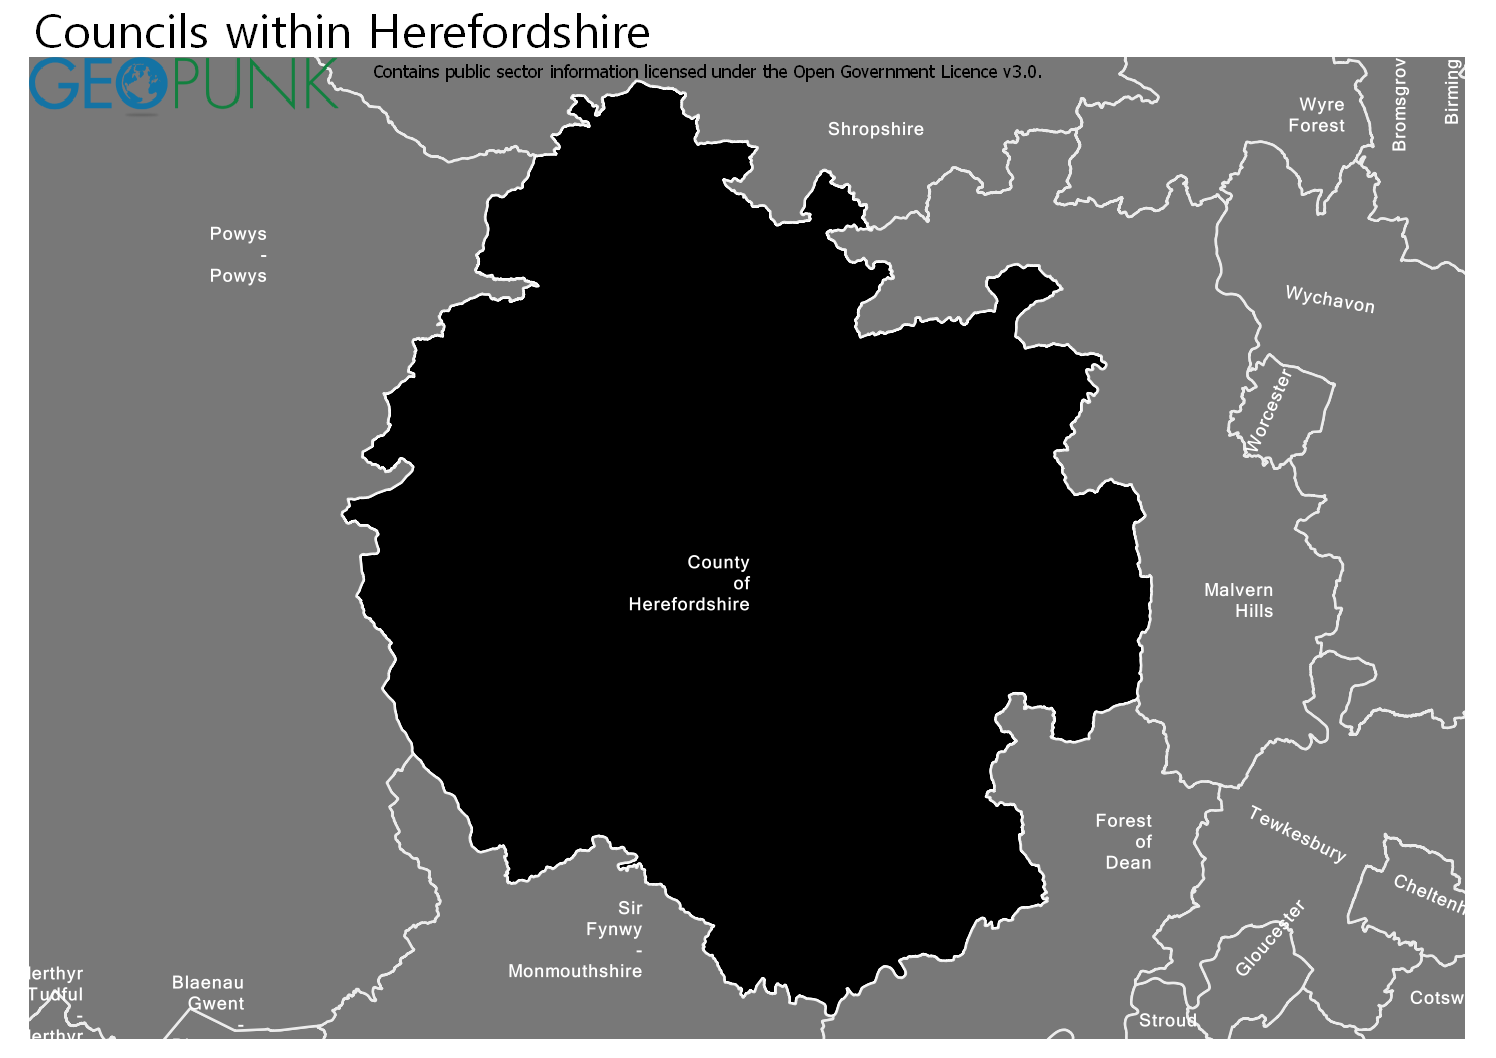 Councils within Herefordshire
GEOPUNK
Contains public sector information licensed under the Open Government Licence v3.0.
Shropshire
Wyre
Forest
Bromsgrov
Birming
Powys
-
Powys
Wychavon
Worcester
County
of
Herefordshire
Malvern
Hills
Forest
of
Dean
Tewkesbury
Cheltenh
Gloucester
Sir
Fynwy
-
Monmouthshire
Blaenau
Gwent
-
lerthyr
Tudful
-
lerthyr
Stroud
Cotsw